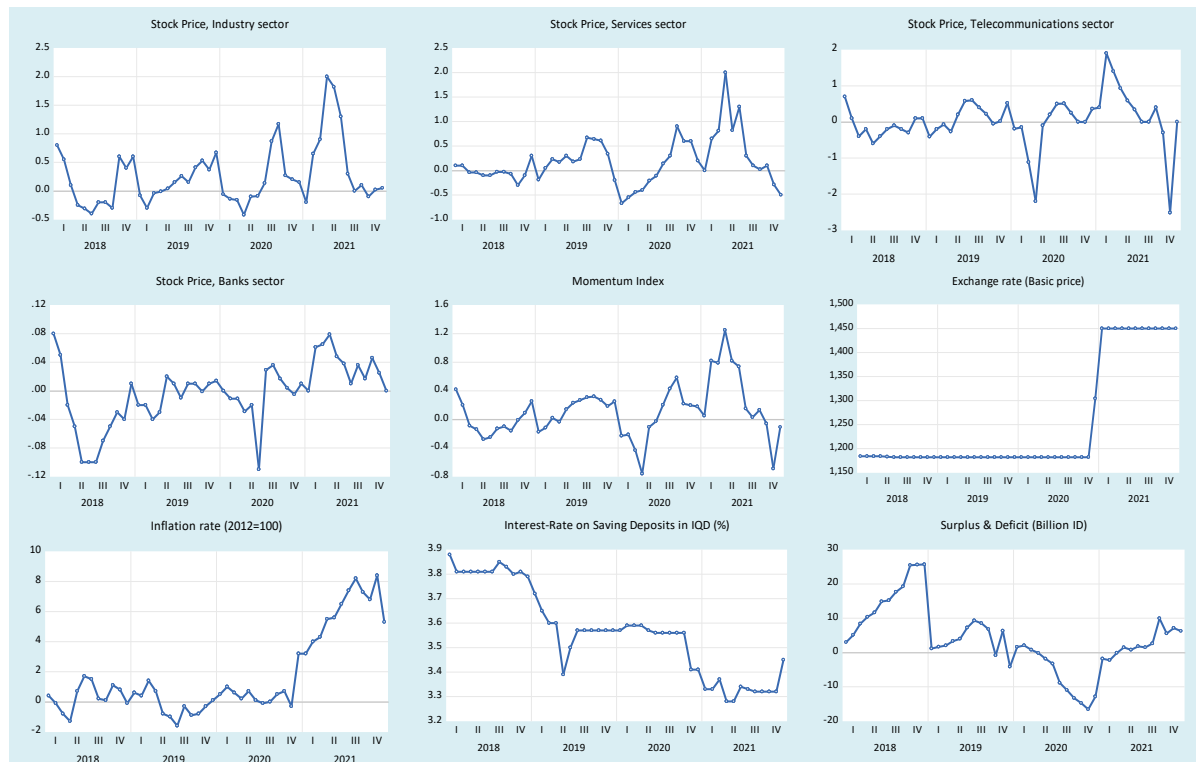 Stock Price, Industry sector
2.5
2.0
1.5
1.0
0.5
0.0
-0.5
I II III IV I II III IV I II III IV I II III IV
2018 2019 2020 2021
Stock Price, Services sector
2.5
2.0
1.5
1.0
0.5
0.0
-0.5
-1.0
I II III IV I II III IV I II III IV I II III IV
2018 2019 2020 2021
Stock Price, Telecommunications sector
2
1
0
-1
-2
-3
I II III IV I II III IV I II III IV I II III IV
2018 2019 2020 2021
Stock Price, Banks sector
.12
.08
.04
.00
-.04
-.08
-.12
I II III IV I II III IV I II III IV I II III IV
2018 2019 2020 2021
Momentum Index
1.6
1.2
0.8
0.4
0.0
-0.4
-0.8
I II III IV I II III IV I II III IV I II III IV
2018 2019 2020 2021
Exchange rate (Basic price)
1,500
1,450
1,400
1,350
1,300
1,250
1,200
1,150
I II III IV I II III IV I II III IV I II III IV
2018 2019 2020 2021
Inflation rate (2012=100)
10
8
6
4
2
0
-2
I II III IV I II III IV I II III IV I II III IV
2018 2019 2020 2021
Interest-Rate on Saving Deposits in IQD (%)
3.9
3.8
3.7
3.6
3.5
3.4
3.3
3.2
I II III IV I II III IV I II III IV I II III IV
2018 2019 2020 2021
Surplus & Deficit (Billion ID)
30
20
10
0
-10
-20
I II III IV I II III IV I II III IV I II III IV
2018 2019 2020 2021